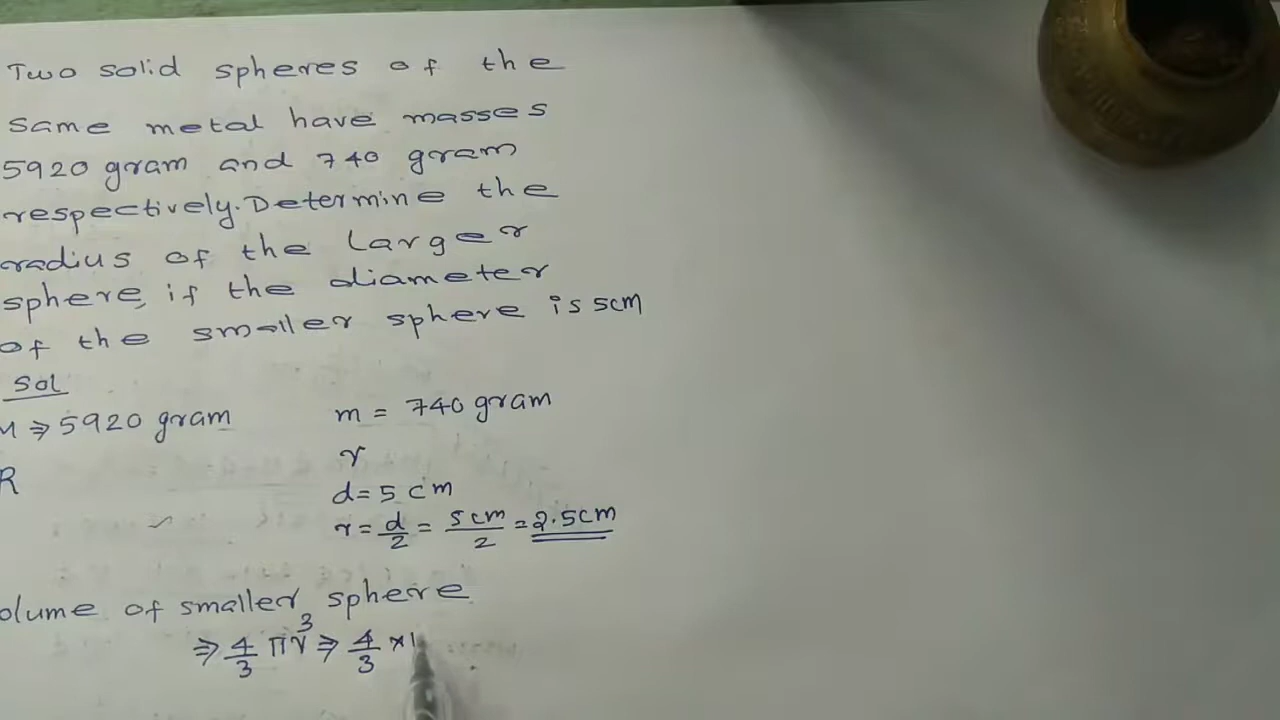 Two solid spheres of the
same metal have masses
5920 gram and 740 gram
respectively. Determine the
radius of the larger
sphere, if the diameter
of the smaller sphere is 5cm
Sol
M ⇒ 5920 gram m = 740 gram
R r
d = 5 cm
r = d/2 = 5cm/2 = 2.5cm
olume of smaller sphere
⇒ 4/3 πr³ ⇒ 4/3 ×